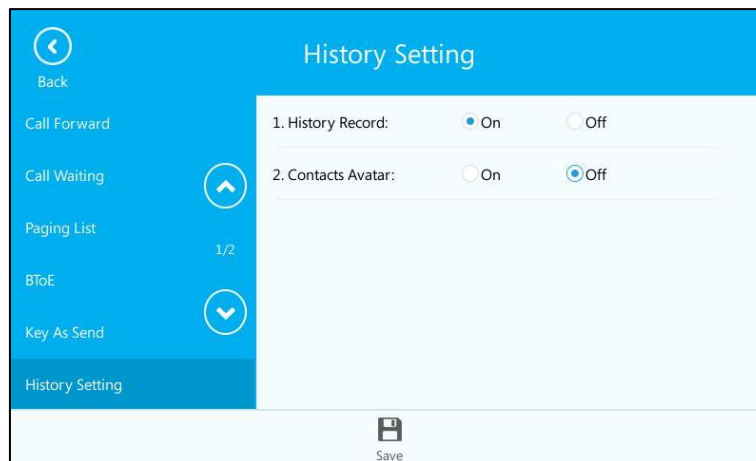 History Setting
Back
Call Forward
Call Waiting
Paging List
1/2
BToE
Key As Send
History Setting
1. History Record: On Off
2. Contacts Avatar: On Off
Save